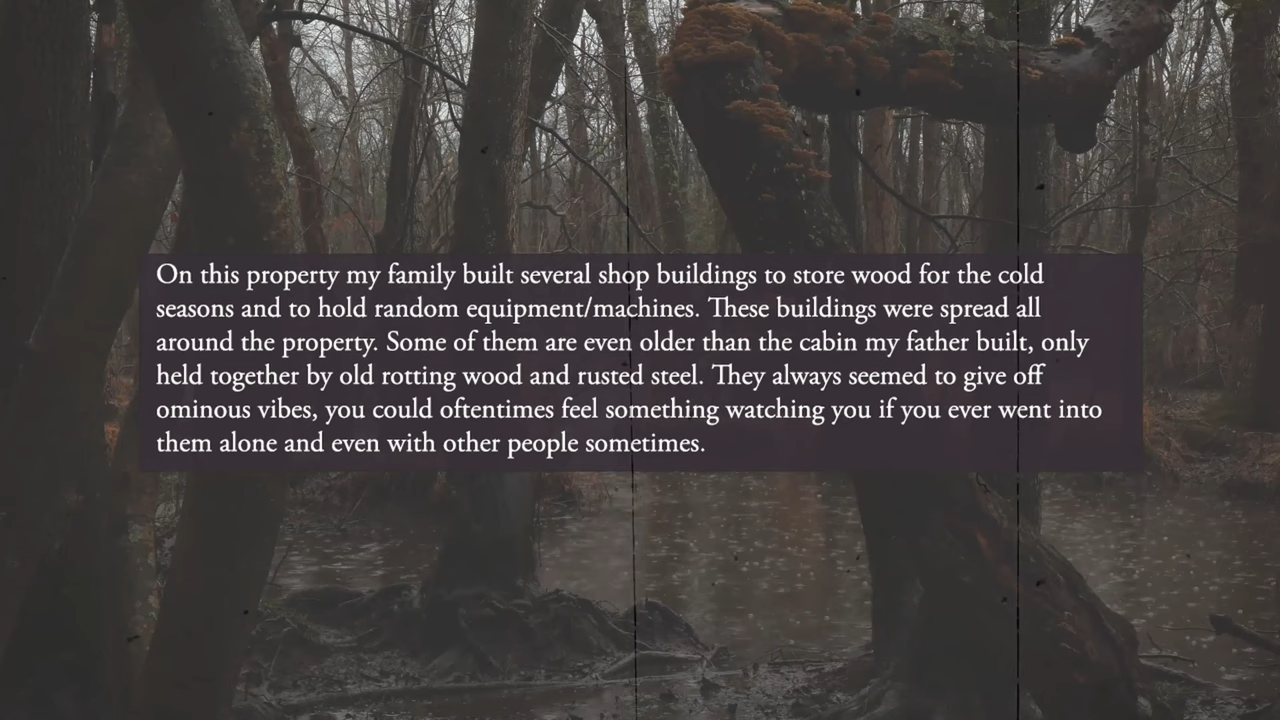 On this property my family built several shop buildings to store wood for the cold
seasons and to hold random equipment/machines. These buildings were spread all
around the property. Some of them are even older than the cabin my father built, only
held together by old rotting wood and rusted steel. They always seemed to give off
ominous vibes, you could oftentimes feel something watching you if you ever went into
them alone and even with other people sometimes.